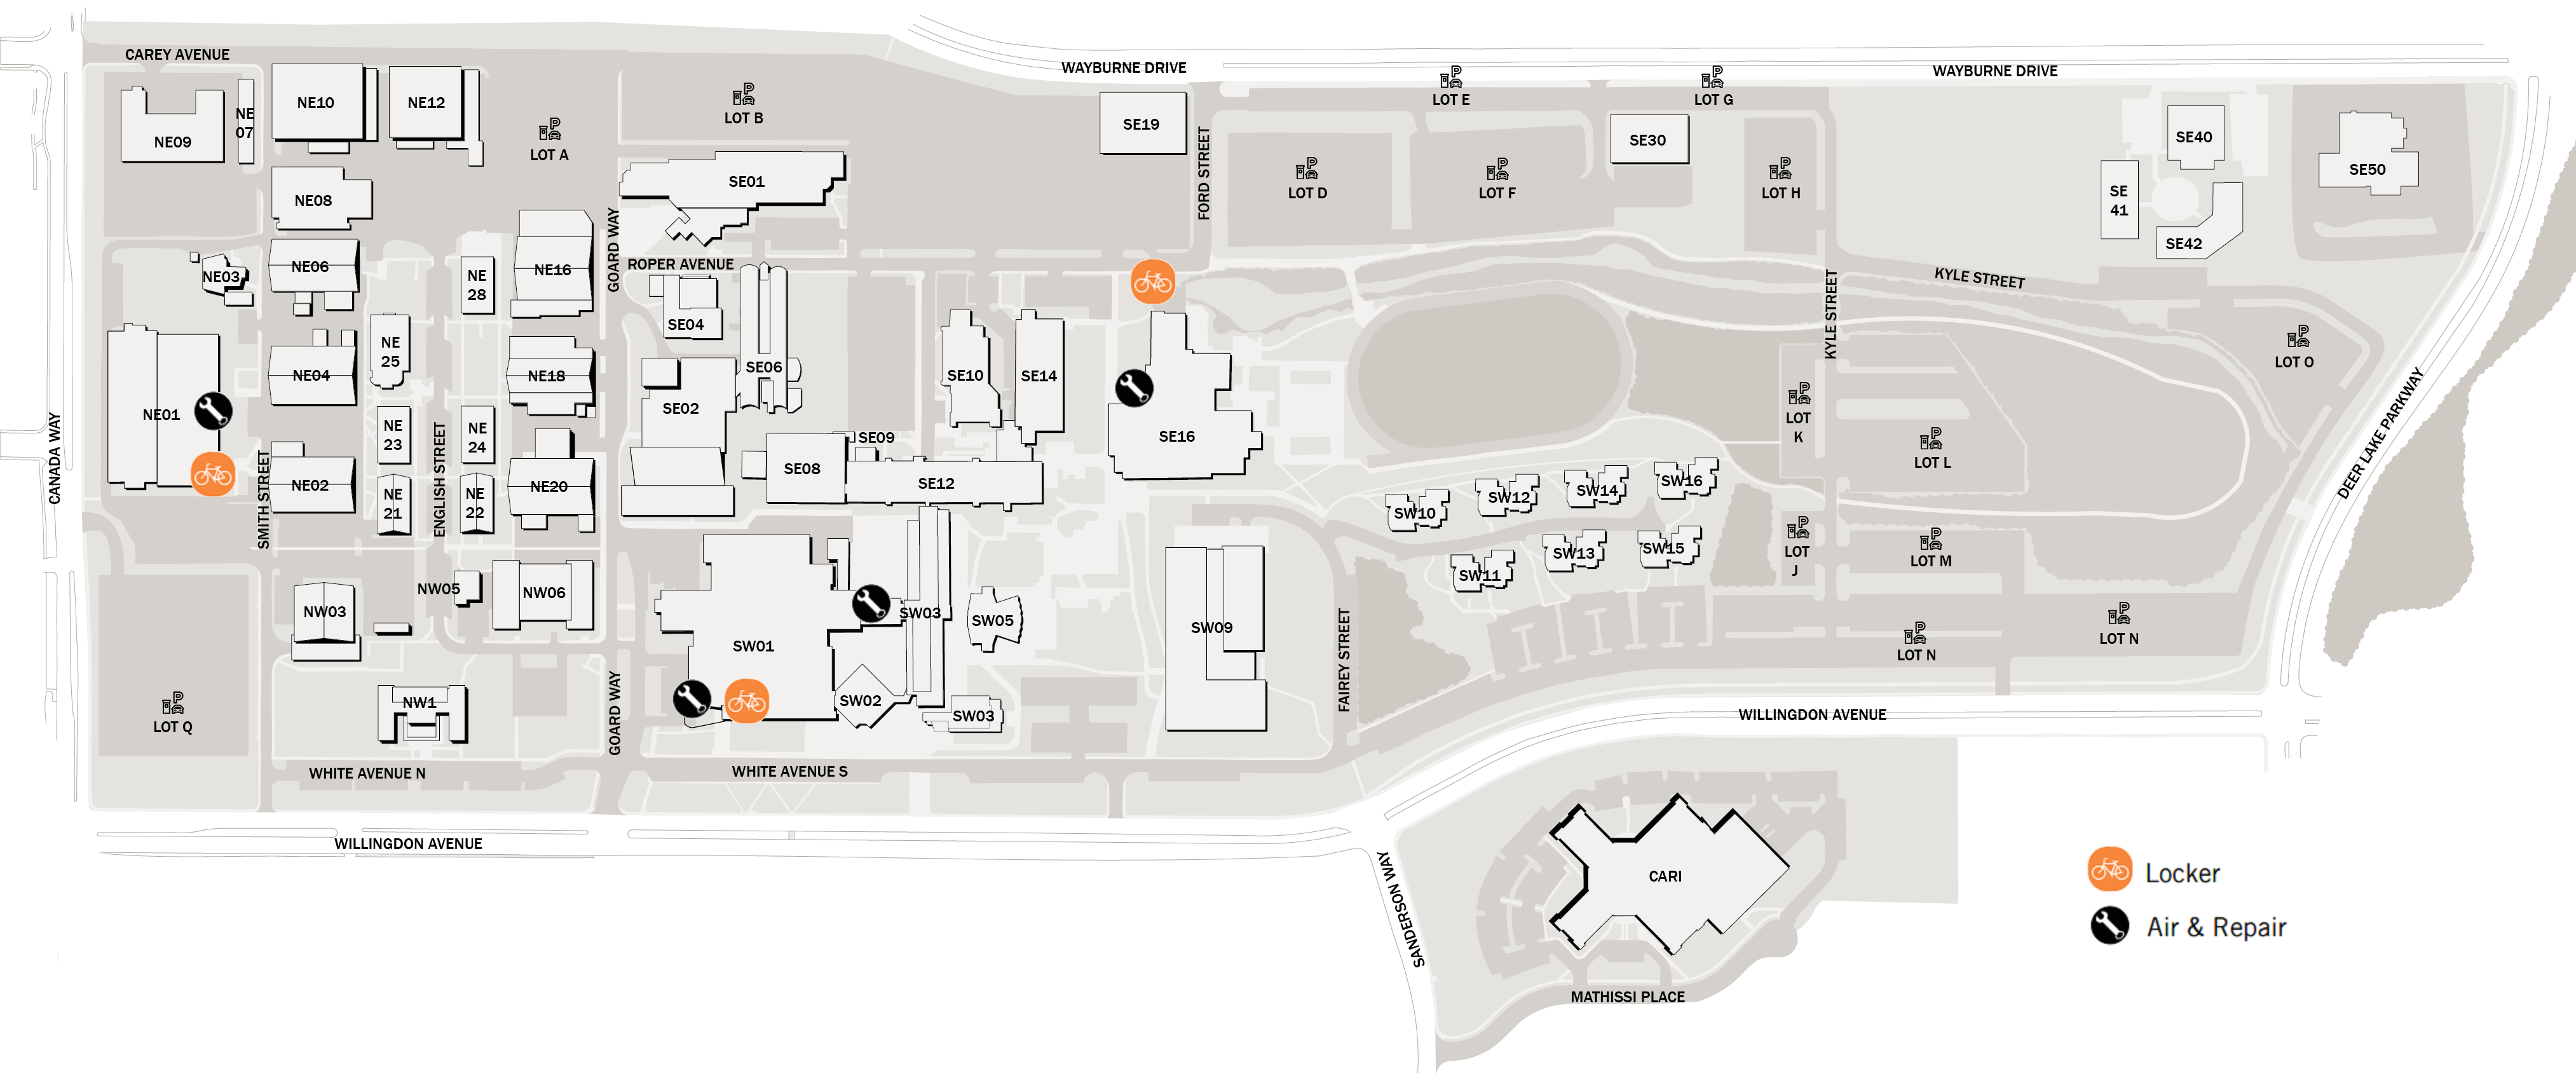 CAREY AVENUE
WAYBURNE DRIVE
WAYBURNE DRIVE
NE09
NE
07
NE10
NE12
LOT A
LOT B
SE19
FORD STREET
LOT E
LOT G
SE30
LOT D
LOT F
LOT H
SE
41
SE40
SE42
SE50
NE08
SE01
NE03
NE06
NE
28
NE16
GOARD WAY
ROPER AVENUE
SE04
SE06
KYLE STREET
KYLE STREET
LOT O
NE01
NE04
NE
25
NE18
SE02
SE10
SE14
SE16
LOT
K
LOT L
DEER LAKE PARKWAY
CANADA WAY
SMITH STREET
NE02
NE
23
NE
21
ENGLISH STREET
NE
24
NE
22
NE20
SE08
SE09
SE12
SW10
SW12
SW14
SW16
SW11
SW13
SW15
LOT
J
LOT M
NW03
NW05
NW06
SW01
SW03
SW05
SW09
FAIREY STREET
LOT N
LOT N
LOT Q
NW1
GOARD WAY
SW02
SW03
WILLINGDON AVENUE
WHITE AVENUE N
WHITE AVENUE S
WILLINGDON AVENUE
SANDERSON WAY
CARI
MATHISSI PLACE
Locker
Air & Repair